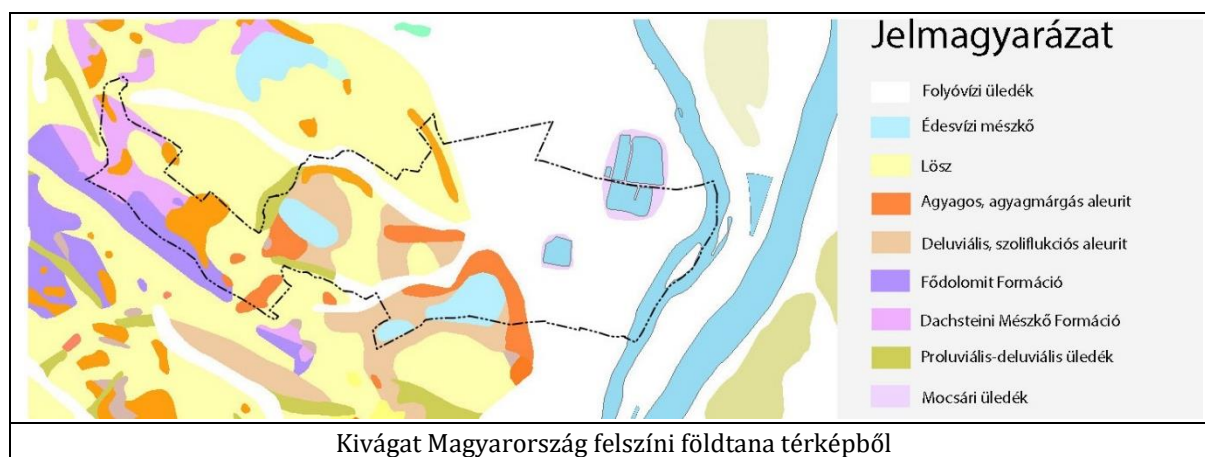 Jelmagyarázat
Folyóvízi üledék
Édesvízi mészkő
Lösz
Agyagos, agyagmárgás aleurit
Deluviális, szoliflukciós aleurit
Fődolomit Formáció
Dachsteini Mészkő Formáció
Proluviális-deluviális üledék
Mocsári üledék
Kivágat Magyarország felszíni földtana térképből